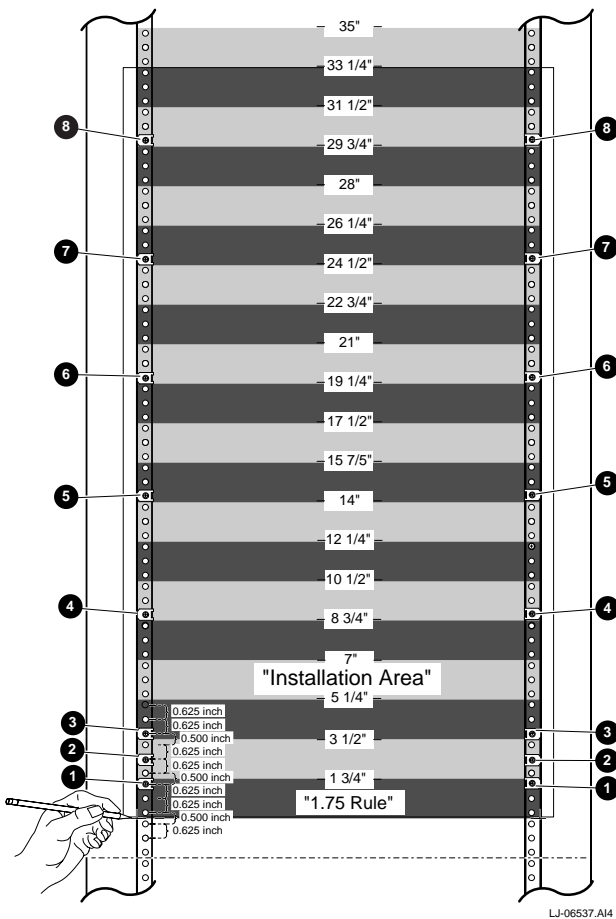 35"
33 1/4"
31 1/2"
8
8
29 3/4"
28"
26 1/4"
7
7
24 1/2"
22 3/4"
21"
6
6
19 1/4"
17 1/2"
15 7/5"
5
5
14"
12 1/4"
10 1/2"
4
4
8 3/4"
7"
"Installation Area"
5 1/4"
0.625 inch
0.625 inch
3
3
0.500 inch
3 1/2"
2
2
0.625 inch
0.625 inch
1
1
0.500 inch
1 3/4"
0.625 inch
0.625 inch
"1.75 Rule"
0.500 inch
0.625 inch
LJ-06537.AI4